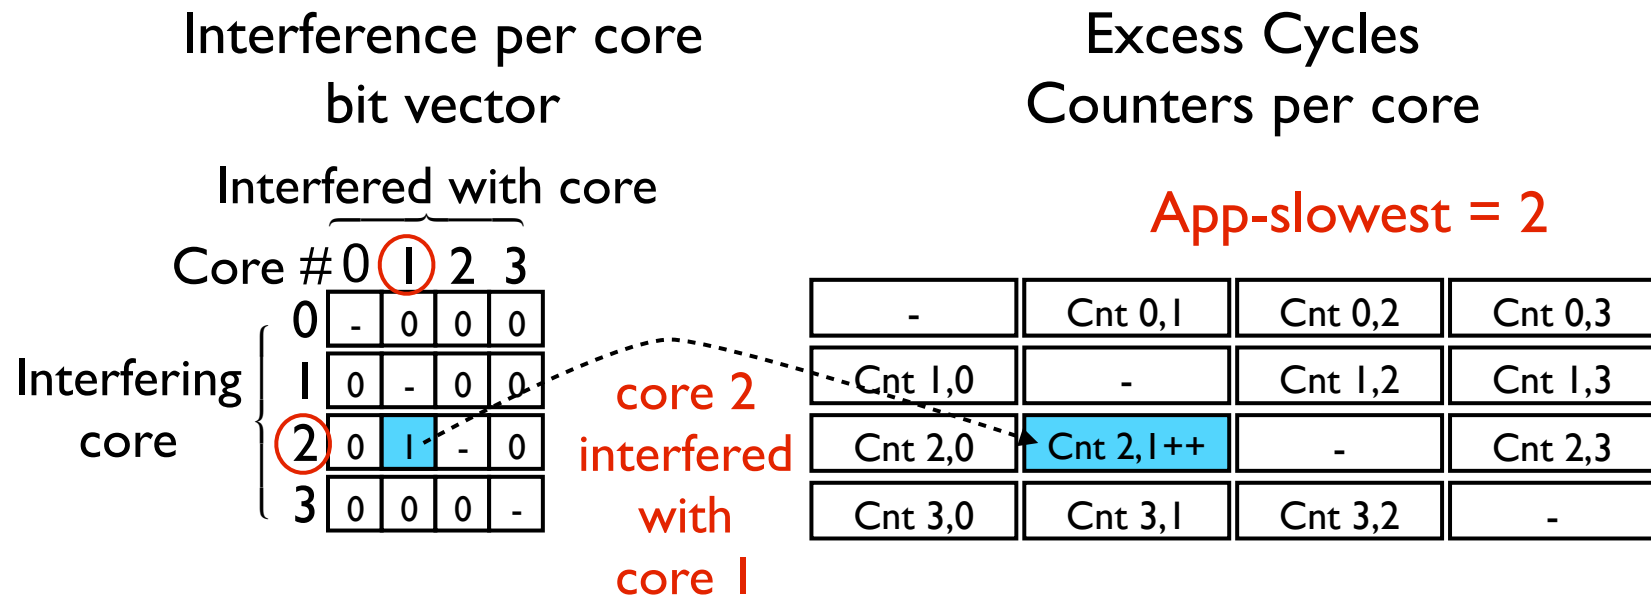 Interference per core
bit vector
Excess Cycles
Counters per core
Interfered with core
App-slowest = 2
Core # 0 1 2 3
0 - 0 0 0
Interfering
core
1 0 - 0 0
2 0 1 - 0
3 0 0 0 -
core 2
interfered
with
core 1
- Cnt 0,1 Cnt 0,2 Cnt 0,3
Cnt 1,0 - Cnt 1,2 Cnt 1,3
Cnt 2,0 Cnt 2,1++ - Cnt 2,3
Cnt 3,0 Cnt 3,1 Cnt 3,2 -